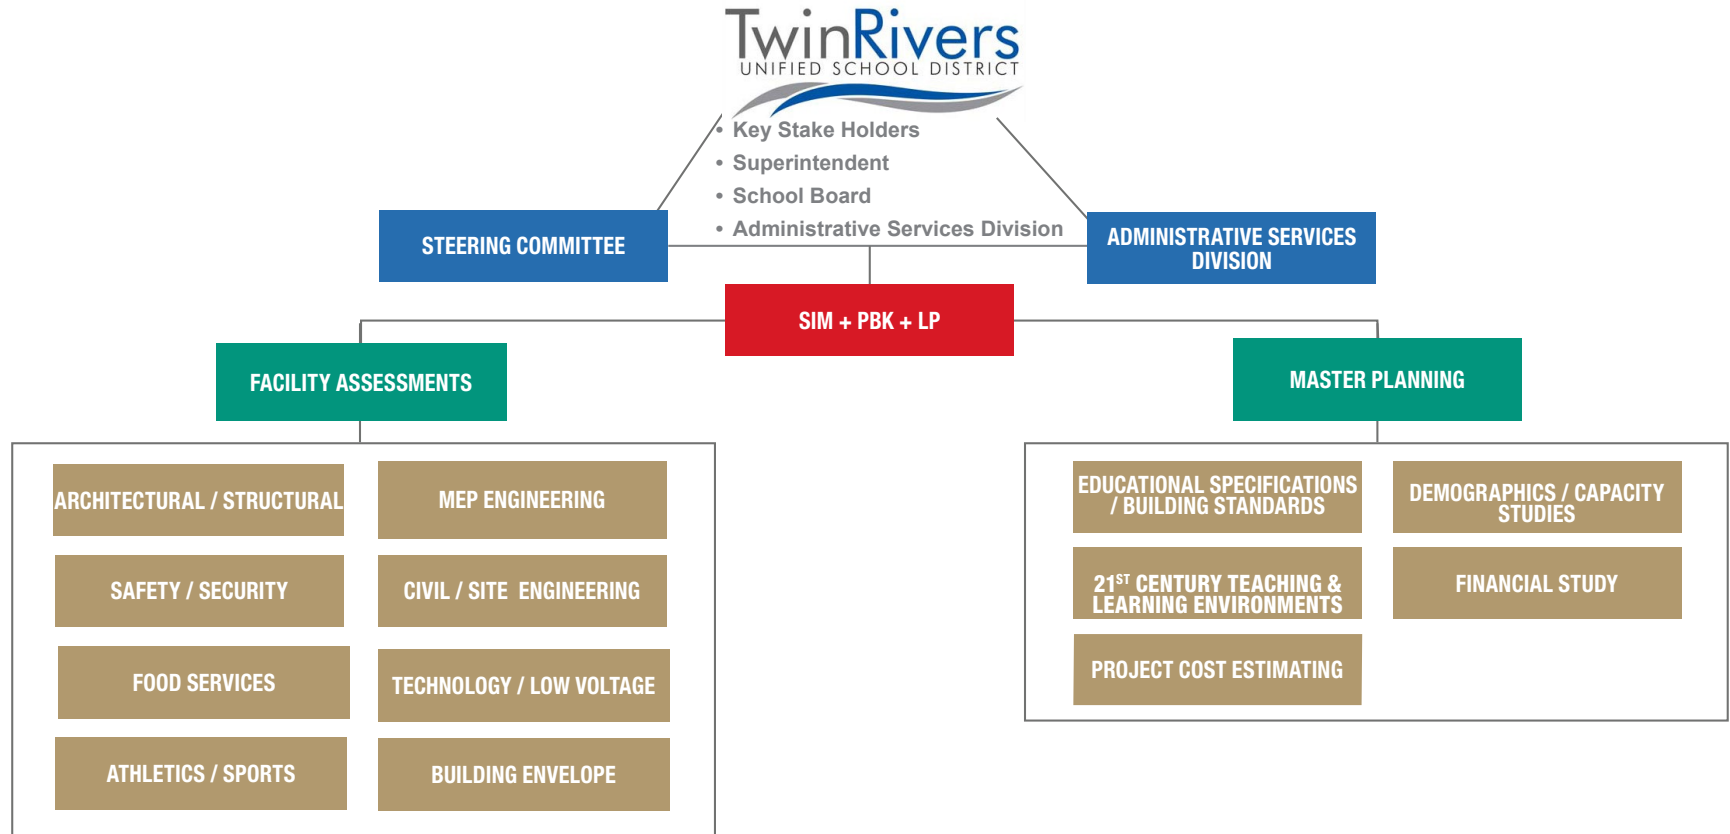 TwinRivers
UNIFIED SCHOOL DISTRICT
• Key Stake Holders
• Superintendent
• School Board
• Administrative Services Division
STEERING COMMITTEE
ADMINISTRATIVE SERVICES
DIVISION
SIM + PBK + LP
FACILITY ASSESSMENTS
MASTER PLANNING
ARCHITECTURAL / STRUCTURAL
MEP ENGINEERING
SAFETY / SECURITY
CIVIL / SITE ENGINEERING
FOOD SERVICES
TECHNOLOGY / LOW VOLTAGE
ATHLETICS / SPORTS
BUILDING ENVELOPE
EDUCATIONAL SPECIFICATIONS
/ BUILDING STANDARDS
DEMOGRAPHICS / CAPACITY
STUDIES
21ST CENTURY TEACHING &
LEARNING ENVIRONMENTS
FINANCIAL STUDY
PROJECT COST ESTIMATING